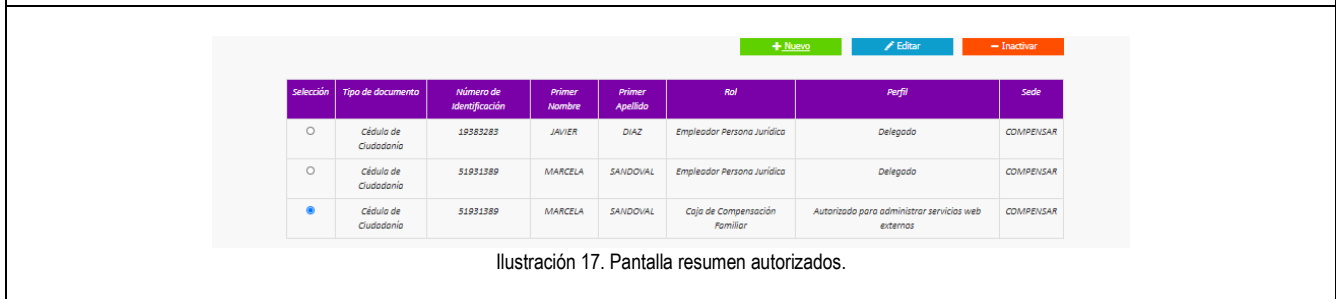 + Nuevo Editar − Inactivar
Selección Tipo de documento Número de Identificación Primer Nombre Primer Apellido Rol Perfil Sede
Cédula de Ciudadanía 19383283 JAVIER DIAZ Empleador Persona Jurídica Delegado COMPENSAR
Cédula de Ciudadanía 51931389 MARCELA SANDOVAL Empleador Persona Jurídica Delegado COMPENSAR
Cédula de Ciudadanía 51931389 MARCELA SANDOVAL Caja de Compensación Familiar Autorizado para administrar servicios web externos COMPENSAR
Ilustración 17. Pantalla resumen autorizados.